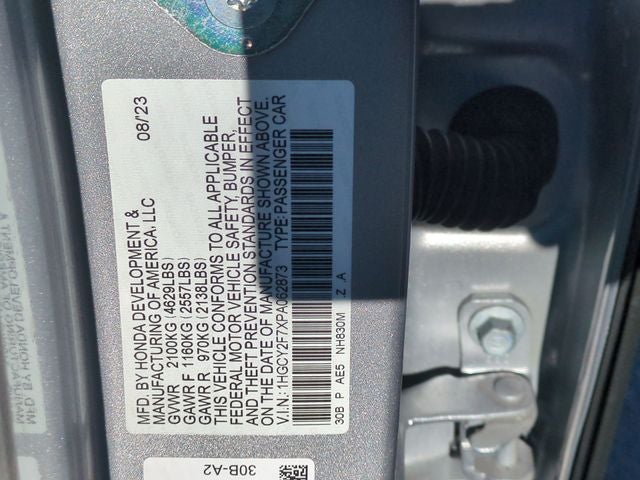 MFD. BY HONDA DEVELOPMENT & 08/23
MANUFACTURING OF AMERICA, LLC
GVWR 2100KG (4629LBS)
GAWR F 1160KG (2557LBS)
GAWR R 970KG (2138LBS)
THIS VEHICLE CONFORMS TO ALL APPLICABLE
FEDERAL MOTOR VEHICLE SAFETY, BUMPER,
AND THEFT PREVENTION STANDARDS IN EFFECT
ON THE DATE OF MANUFACTURE SHOWN ABOVE.
V.I.N.: 1HGCY2F7XPA062873 TYPE:PASSENGER CAR
30B P AE5 NH830M .Z .A
30B-A2